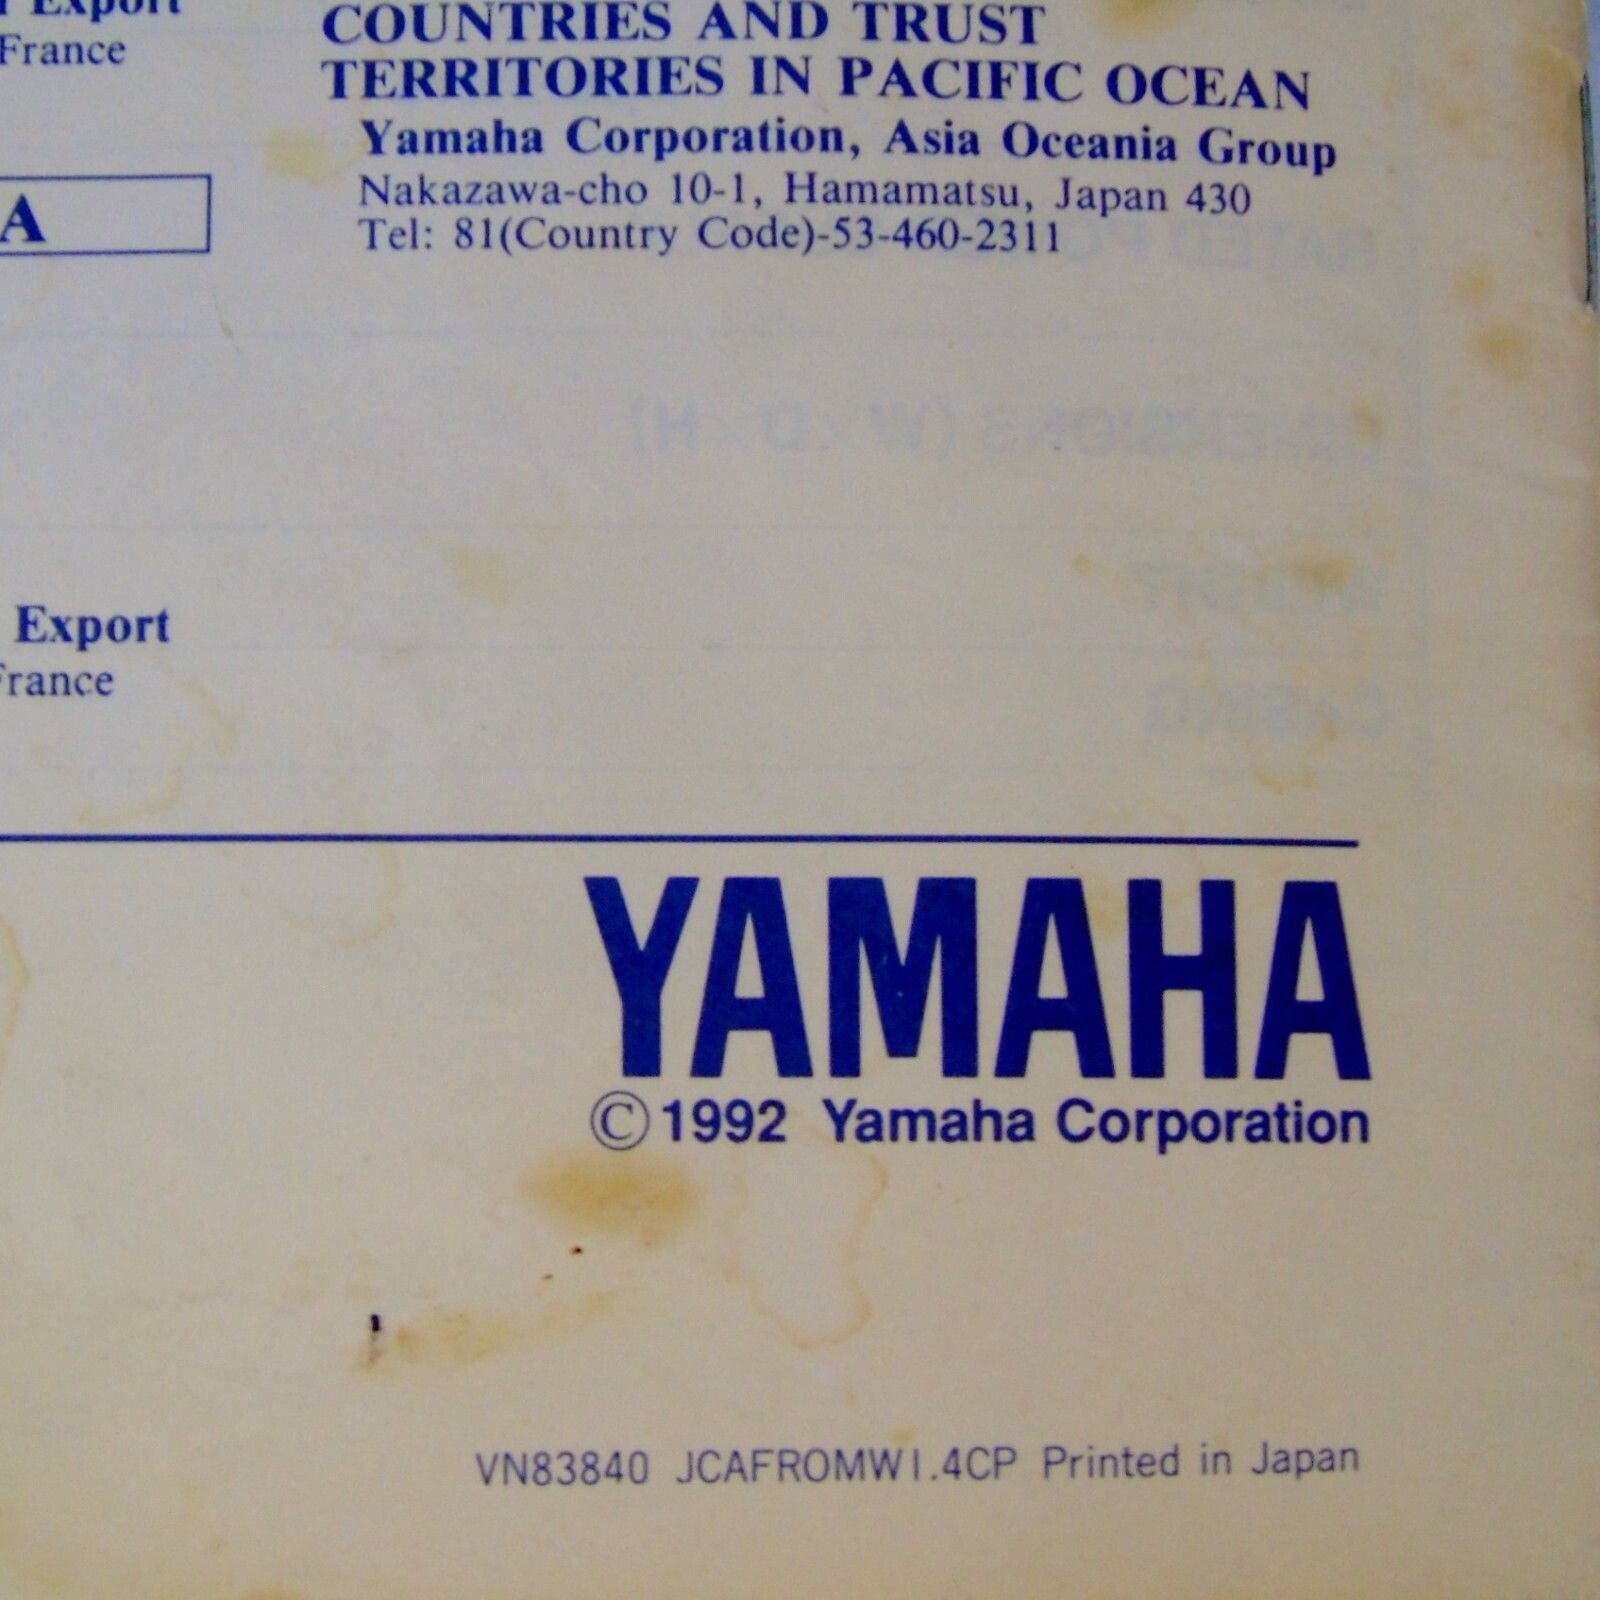 Export
France
A
Export
France
COUNTRIES AND TRUST
TERRITORIES IN PACIFIC OCEAN
Yamaha Corporation, Asia Oceania Group
Nakazawa-cho 10-1, Hamamatsu, Japan 430
Tel: 81(Country Code)-53-460-2311
YAMAHA
©1992 Yamaha Corporation
VN83840 JCAFROMW1.4CP Printed in Japan